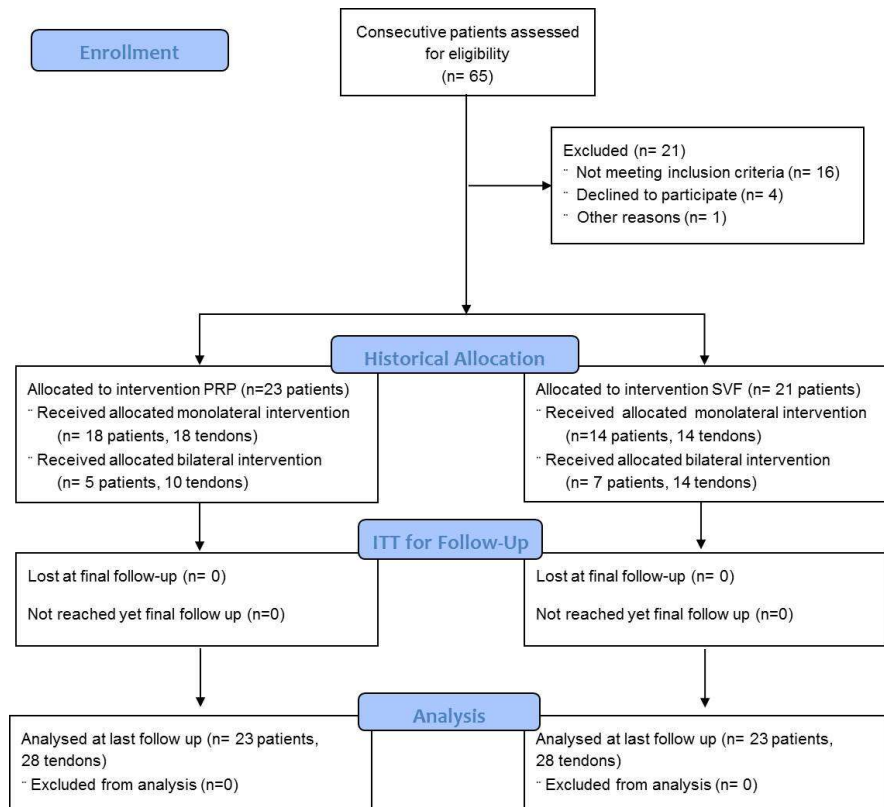 Enrollment
Consecutive patients assessed
for eligibility
(n= 65)
Excluded (n= 21)
¨ Not meeting inclusion criteria (n= 16)
¨ Declined to participate (n= 4)
¨ Other reasons (n= 1)
Historical Allocation
Allocated to intervention PRP (n=23 patients)
¨ Received allocated monolateral intervention
(n= 18 patients, 18 tendons)
¨ Received allocated bilateral intervention
(n= 5 patients, 10 tendons)
Allocated to intervention SVF (n= 21 patients)
¨ Received allocated monolateral intervention
(n=14 patients, 14 tendons)
¨ Received allocated bilateral intervention
(n= 7 patients, 14 tendons)
ITT for Follow-Up
Lost at final follow-up (n= 0)
Not reached yet final follow up (n=0)
Lost at final follow-up (n= 0)
Not reached yet final follow up (n=0)
Analysis
Analysed at last follow up (n= 23 patients,
28 tendons)
¨ Excluded from analysis (n=0)
Analysed at last follow up (n= 23 patients,
28 tendons)
¨ Excluded from analysis (n= 0)